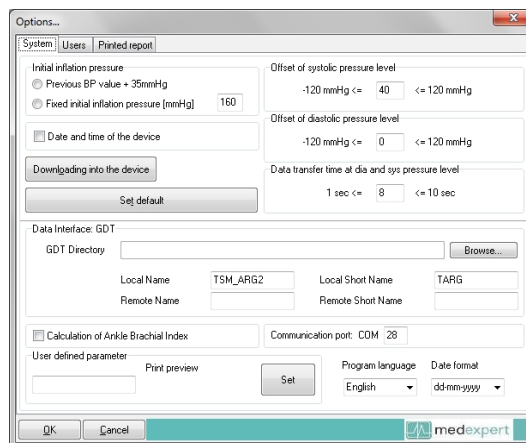 Options...
System Users Printed report
Initial inflation pressure
Previous BP value + 35mmHg
Fixed initial inflation pressure [mmHg] 160
Date and time of the device
Downloading into the device
Set default
Offset of systolic pressure level
-120 mmHg <= 40 <= 120 mmHg
Offset of diastolic pressure level
-120 mmHg <= 0 <= 120 mmHg
Data transfer time at dia and sys pressure level
1 sec <= 8 <= 10 sec
Data Interface: GDT
GDT Directory Browse...
Local Name TSM_ARG2 Local Short Name TARG
Remote Name Remote Short Name
Calculation of Ankle Brachial Index
Communication port: COM 28
User defined parameter
Print preview
Set
Program language Date format
English dd-mm-yyyy
OK Cancel medexpert